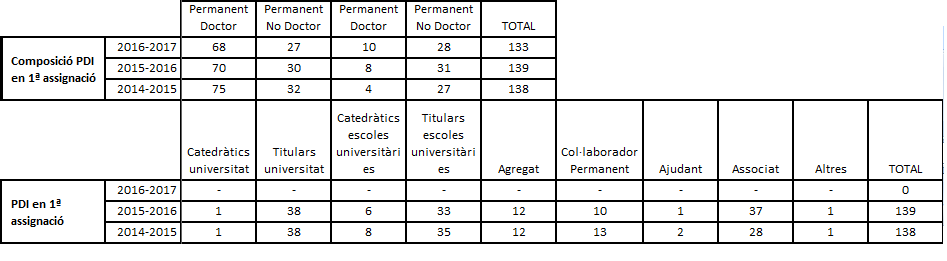 Permanent Doctor Permanent No Doctor Permanent Doctor Permanent No Doctor TOTAL
Composició PDI en 1ª assignació
2016-2017 68 27 10 28 133
2015-2016 70 30 8 31 139
2014-2015 75 32 4 27 138
Catedràtics universitat Titulars universitat Catedràtics escoles universitàries Titulars escoles universitàries Agregat Col·laborador Permanent Ajudant Associat Altres TOTAL
PDI en 1ª assignació
2016-2017 - - - - - - - - - 0
2015-2016 1 38 6 33 12 10 1 37 1 139
2014-2015 1 38 8 35 12 13 2 28 1 138